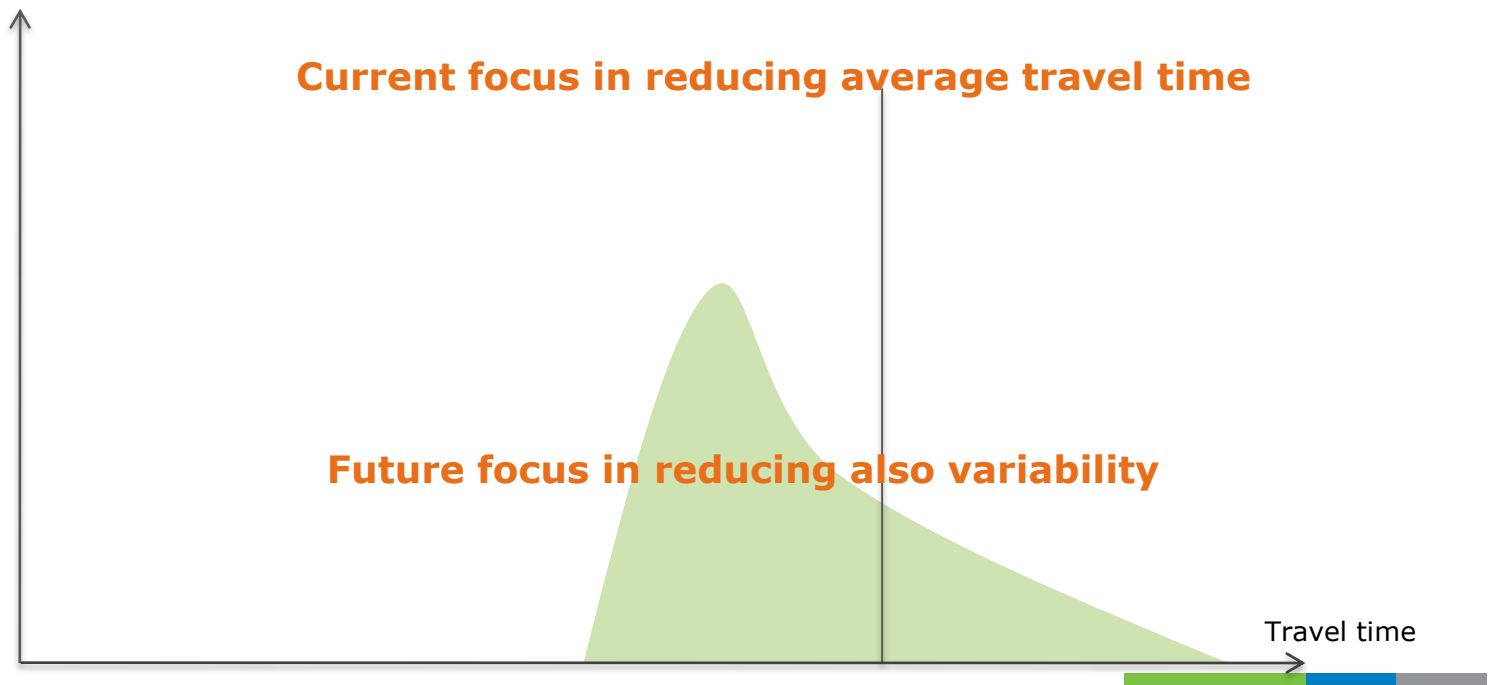 Current focus in reducing average travel time
Future focus in reducing also variability
Travel time